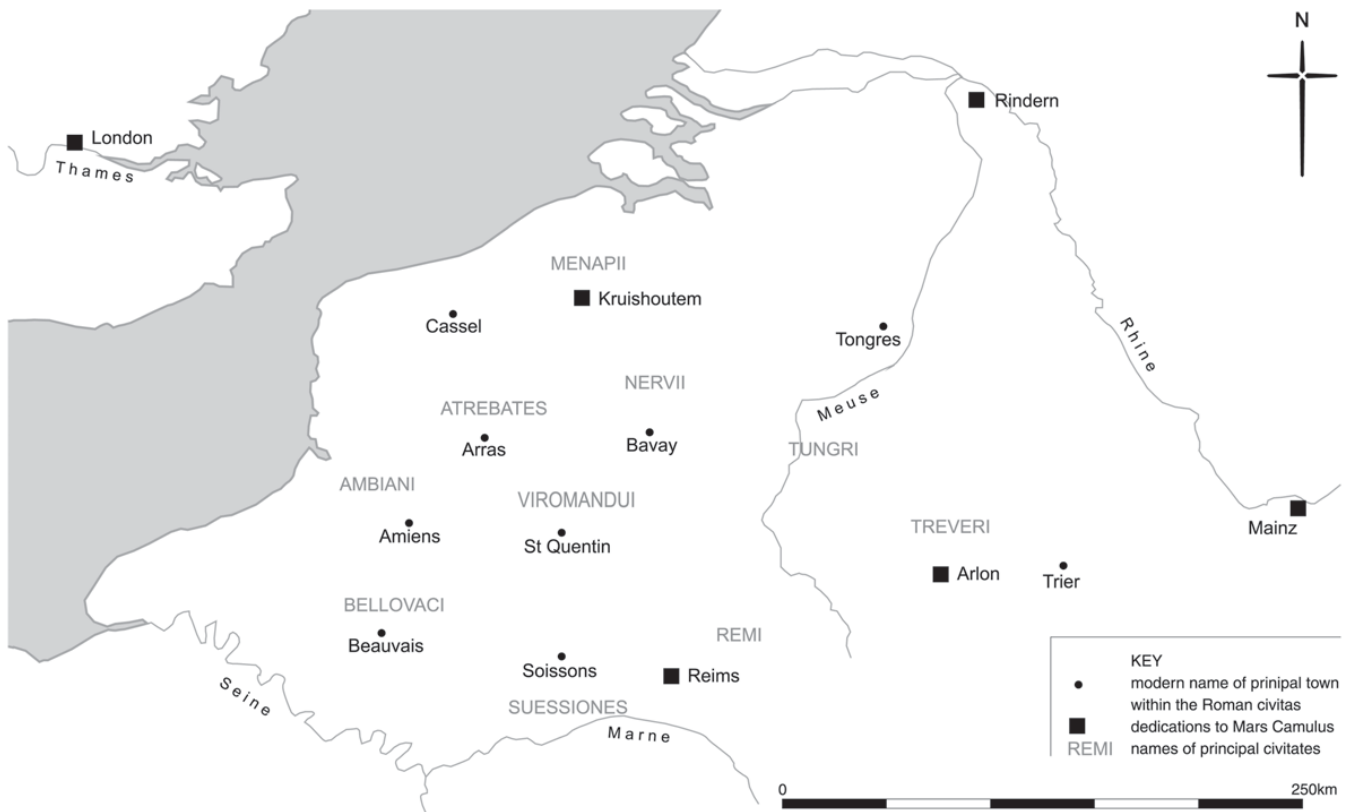 N
Rindern
London
Thames
MENAPII
Kruishoutem
Cassel
Tongres
Rhine
NERVII
Meuse
ATREBATES
Arras
Bavay
TUNGRI
AMBIANI
VIROMANDUI
Amiens
St Quentin
TREVERI
Mainz
Arlon
Trier
BELLOVACI
Beauvais
REMI
Soissons
Reims
Seine
SUESSIONES
Marne
KEY
modern name of prinipal town
within the Roman civitas
dedications to Mars Camulus
REMI names of principal civitates
0 250km